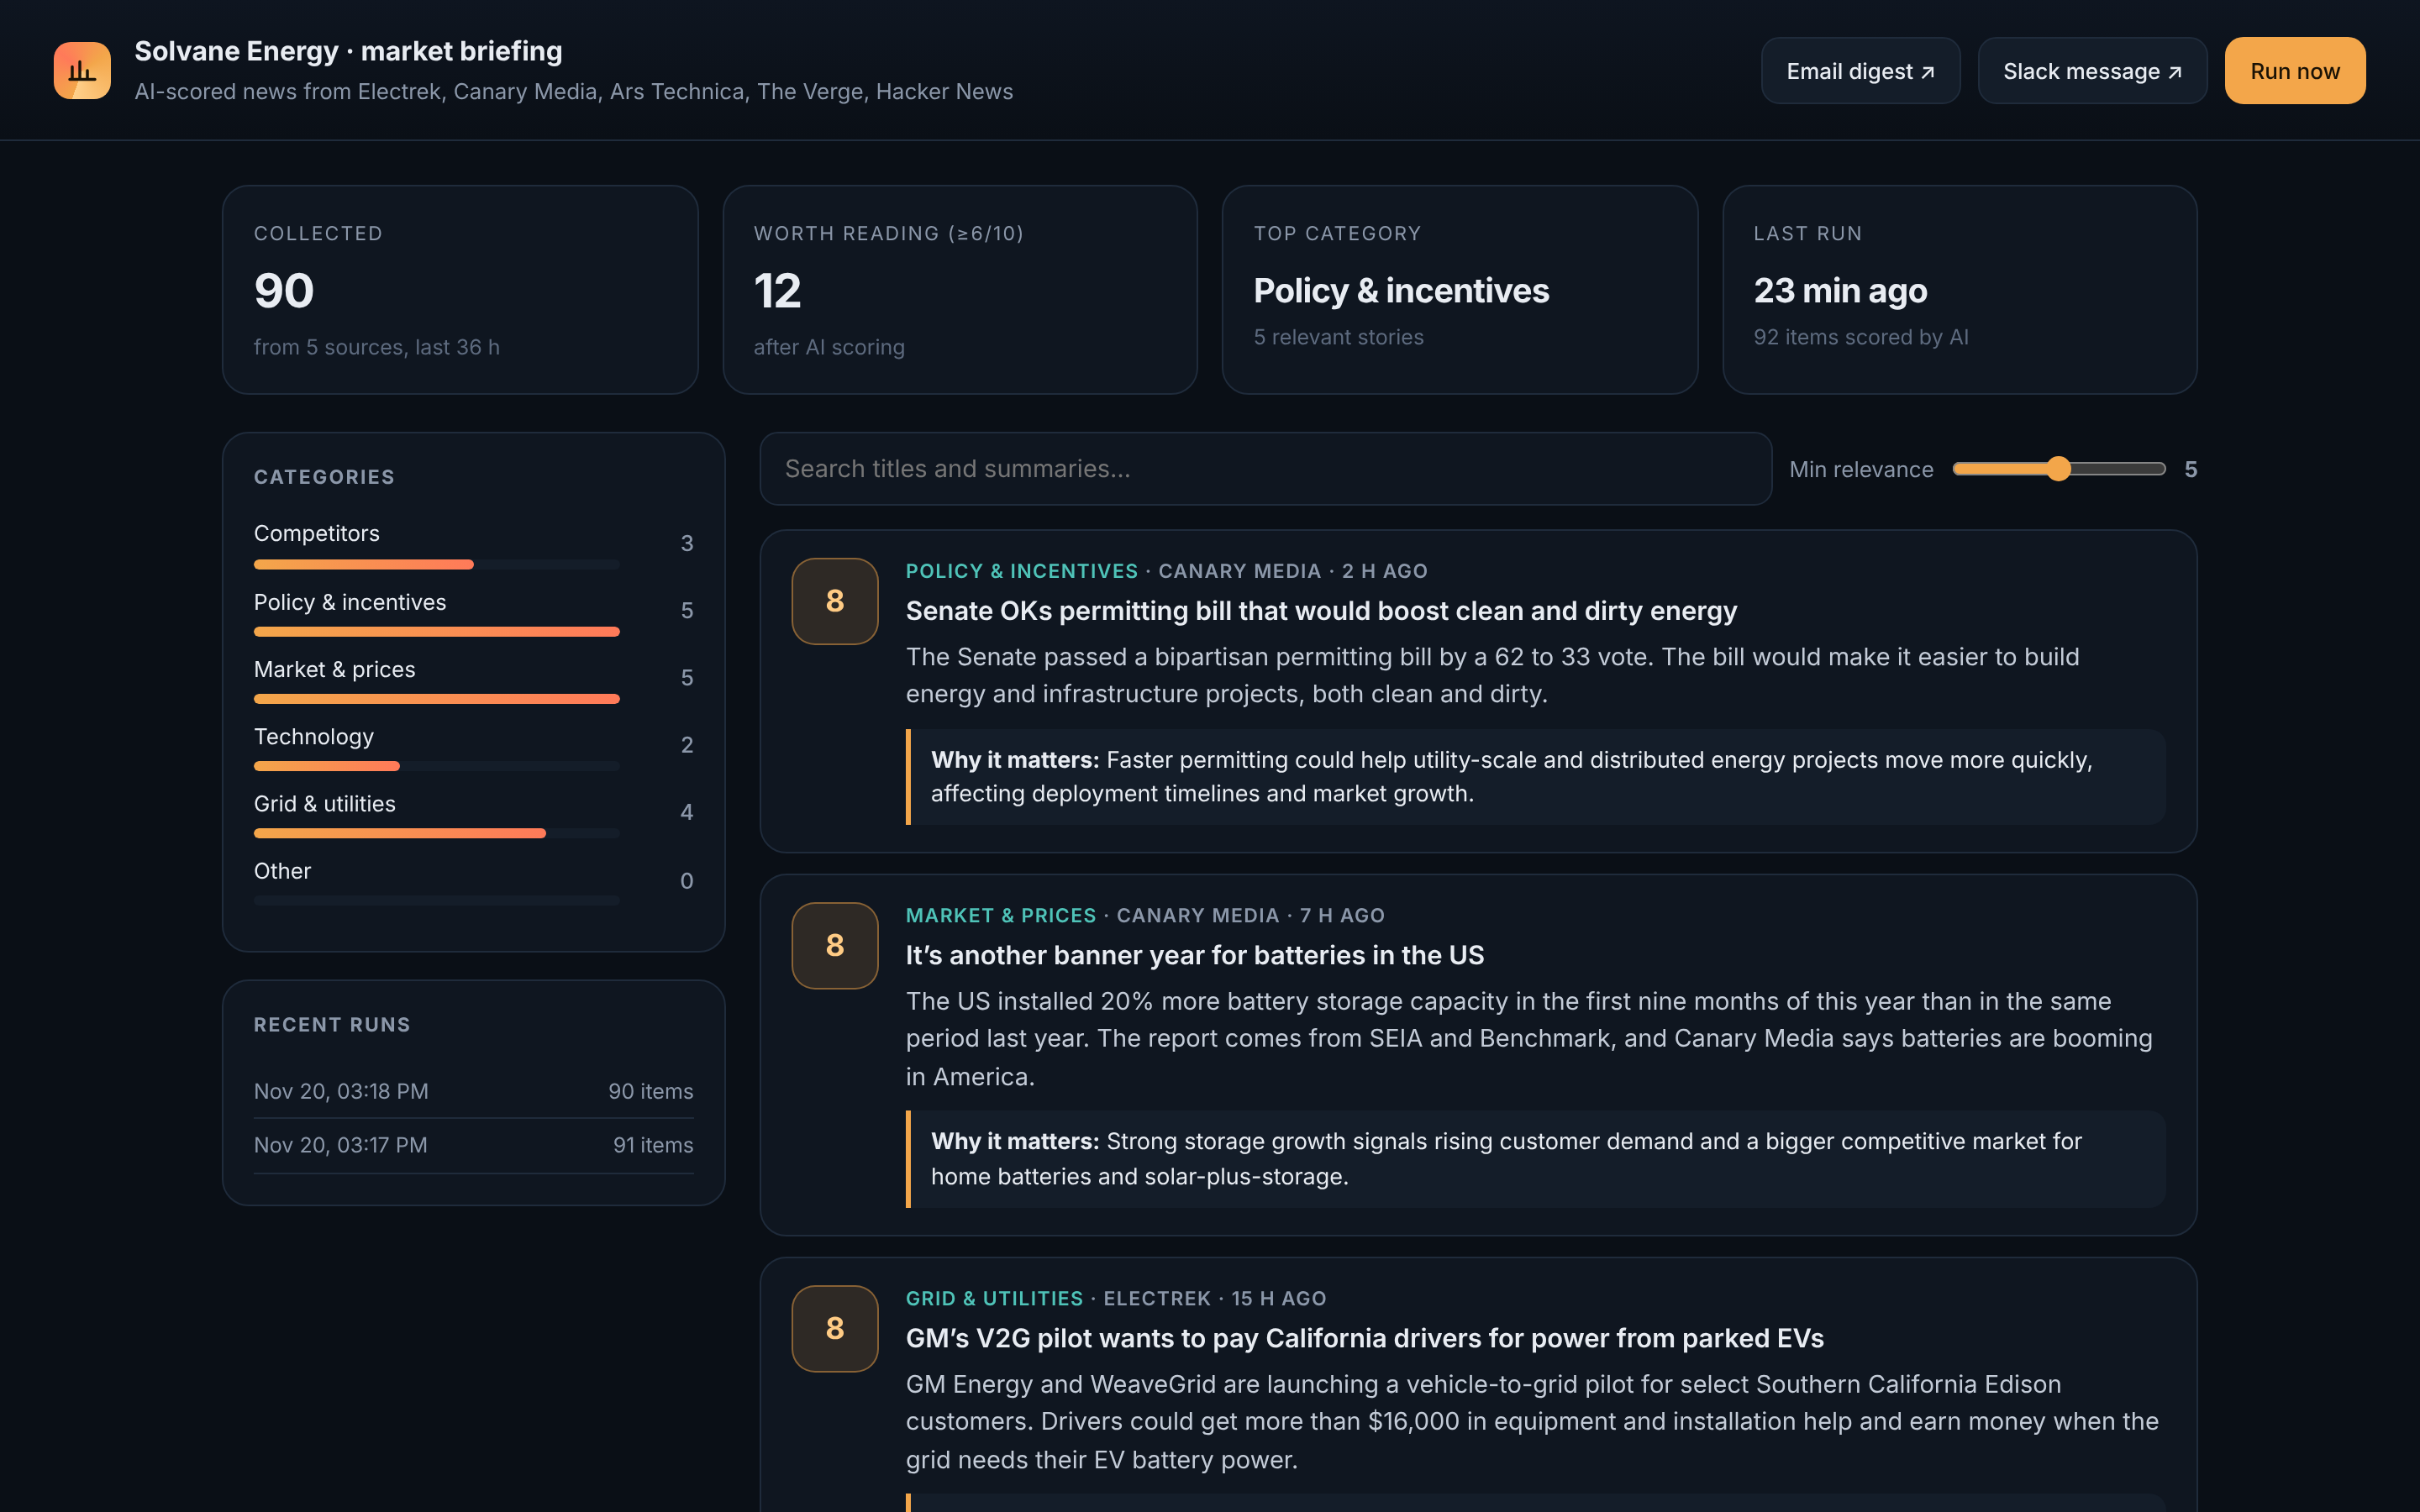 Solvane Energy · market briefing
AI-scored news from Electrek, Canary Media, Ars Technica, The Verge, Hacker News
Email digest ↗
Slack message ↗
Run now
COLLECTED
90
from 5 sources, last 36 h
WORTH READING (≥6/10)
12
after AI scoring
TOP CATEGORY
Policy & incentives
5 relevant stories
LAST RUN
23 min ago
92 items scored by AI
CATEGORIES
Competitors
3
Policy & incentives
5
Market & prices
5
Technology
2
Grid & utilities
4
Other
0
RECENT RUNS
Nov 20, 03:18 PM 90 items
Nov 20, 03:17 PM 91 items
Search titles and summaries...
Min relevance 5
8
POLICY & INCENTIVES · CANARY MEDIA · 2 H AGO
Senate OKs permitting bill that would boost clean and dirty energy
The Senate passed a bipartisan permitting bill by a 62 to 33 vote. The bill would make it easier to build
energy and infrastructure projects, both clean and dirty.
Why it matters: Faster permitting could help utility-scale and distributed energy projects move more quickly,
affecting deployment timelines and market growth.
8
MARKET & PRICES · CANARY MEDIA · 7 H AGO
It’s another banner year for batteries in the US
The US installed 20% more battery storage capacity in the first nine months of this year than in the same
period last year. The report comes from SEIA and Benchmark, and Canary Media says batteries are booming
in America.
Why it matters: Strong storage growth signals rising customer demand and a bigger competitive market for
home batteries and solar-plus-storage.
8
GRID & UTILITIES · ELECTREK · 15 H AGO
GM’s V2G pilot wants to pay California drivers for power from parked EVs
GM Energy and WeaveGrid are launching a vehicle-to-grid pilot for select Southern California Edison
customers. Drivers could get more than $16,000 in equipment and installation help and earn money when the
grid needs their EV battery power.